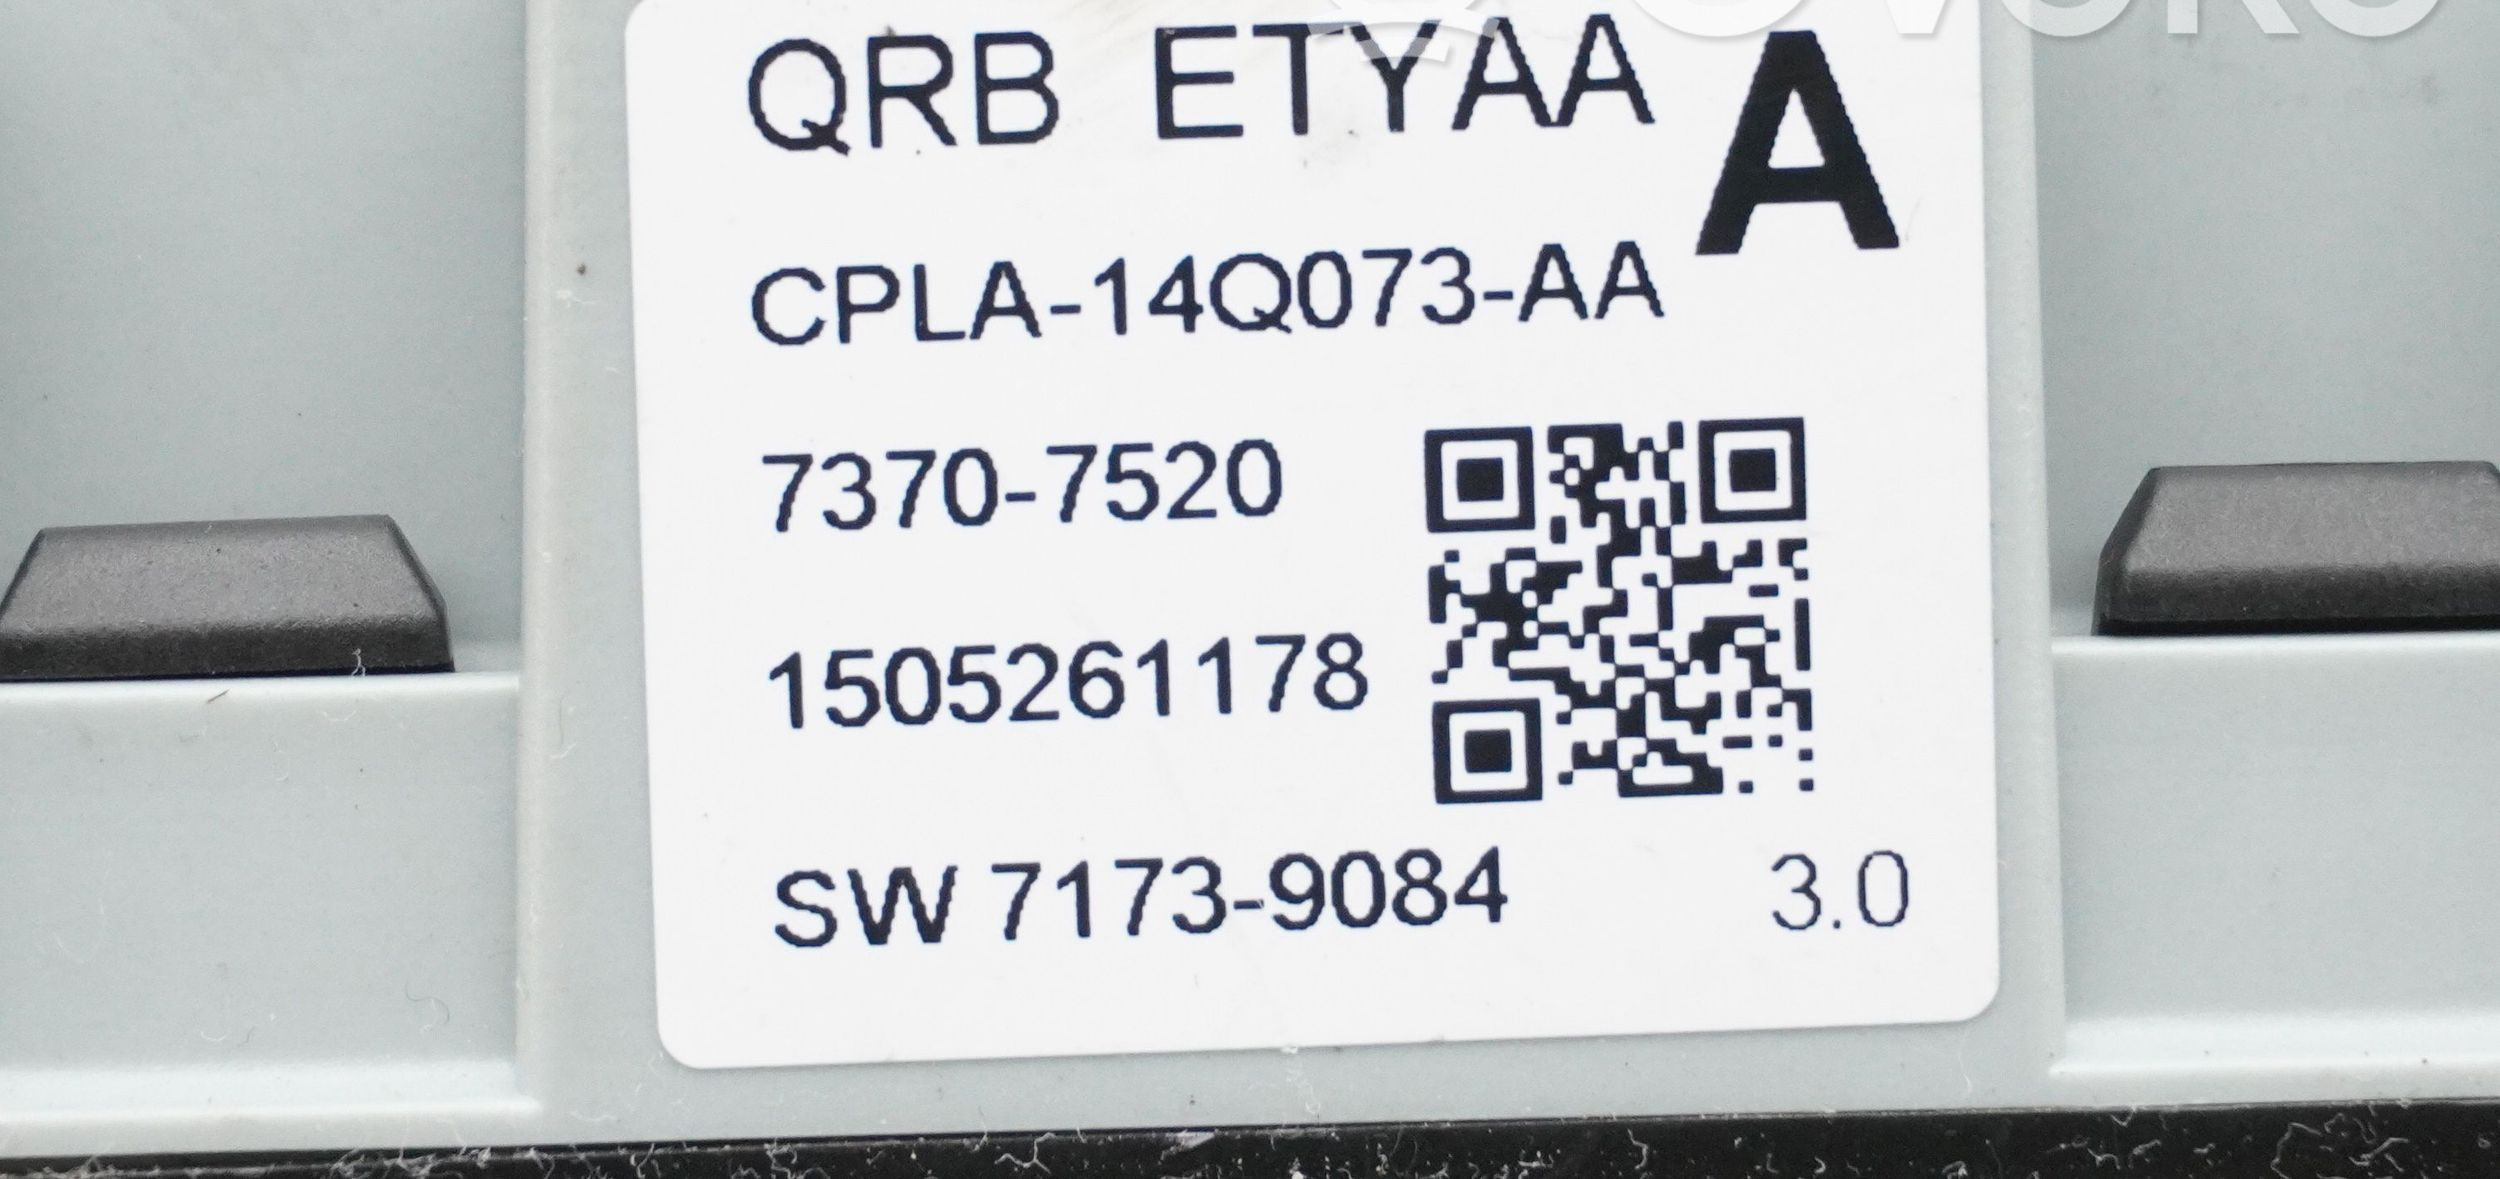 QRB ETYAA A
CPLA-14Q073-AA
7370-7520
1505261178
SW 7173-9084 3.0